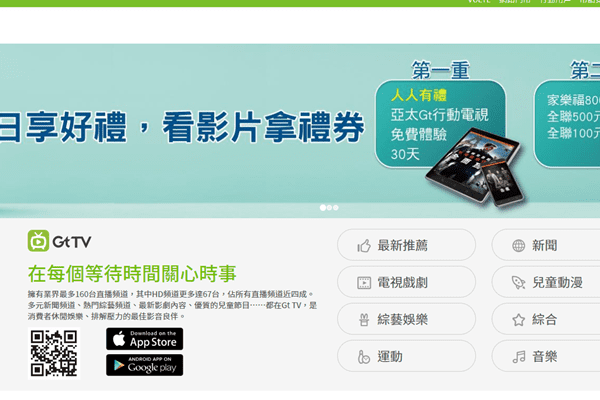 日享好禮，看影片拿禮券
第一重
人人有禮
亞太Gt行動電視
免費體驗
30天
第二
家樂福800
全聯500元
全聯100元
Gt TV
在每個等待時間關心時事
擁有業界最多160台直播頻道，其中HD頻道更多達67台，佔所有直播頻道近四成。
多元新聞頻道、熱門綜藝頻道、最新影劇內容、優質的兒童節目……都在Gt TV，是
消費者休閒娛樂、排解壓力的最佳影音良伴。
Download on the
App Store
ANDROID APP ON
Google play
最新推薦
新聞
電視戲劇
兒童動漫
綜藝娛樂
綜合
運動
音樂